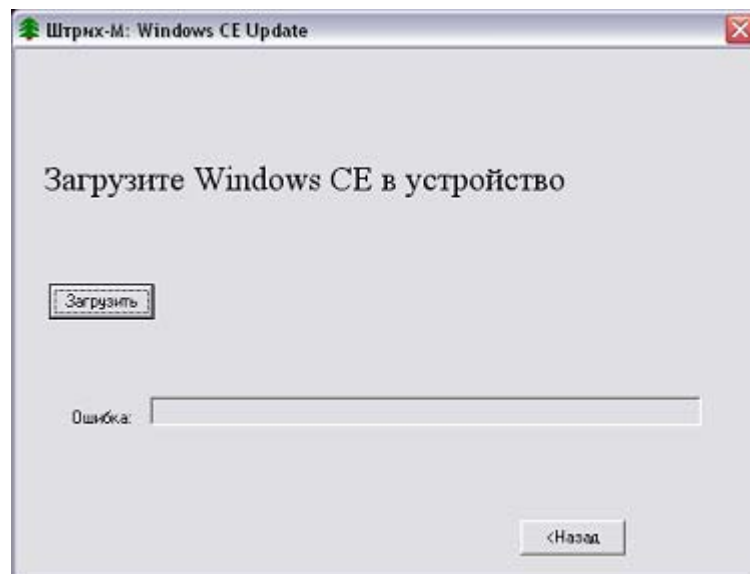 Штрих-М: Windows CE Update
Загрузите Windows CE в устройство
Загрузить
Ошибка:
<Назад